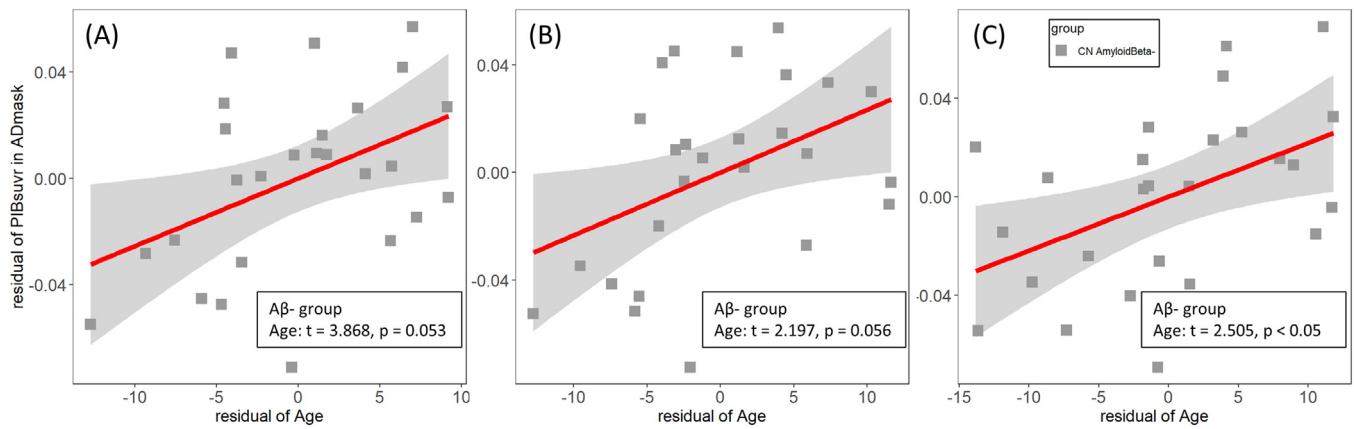 (A)
(B)
(C)
group
CN AmyloidBeta-
residual of PIBsuvr in ADmask
0.04
0.00
-0.04
0.04
0.00
-0.04
0.04
0.00
-0.04
Aβ- group
Age: t = 3.868, p = 0.053
Aβ- group
Age: t = 2.197, p = 0.056
Aβ- group
Age: t = 2.505, p < 0.05
-10 -5 0 5 10
-10 -5 0 5 10
-15 -10 -5 0 5 10
residual of Age
residual of Age
residual of Age